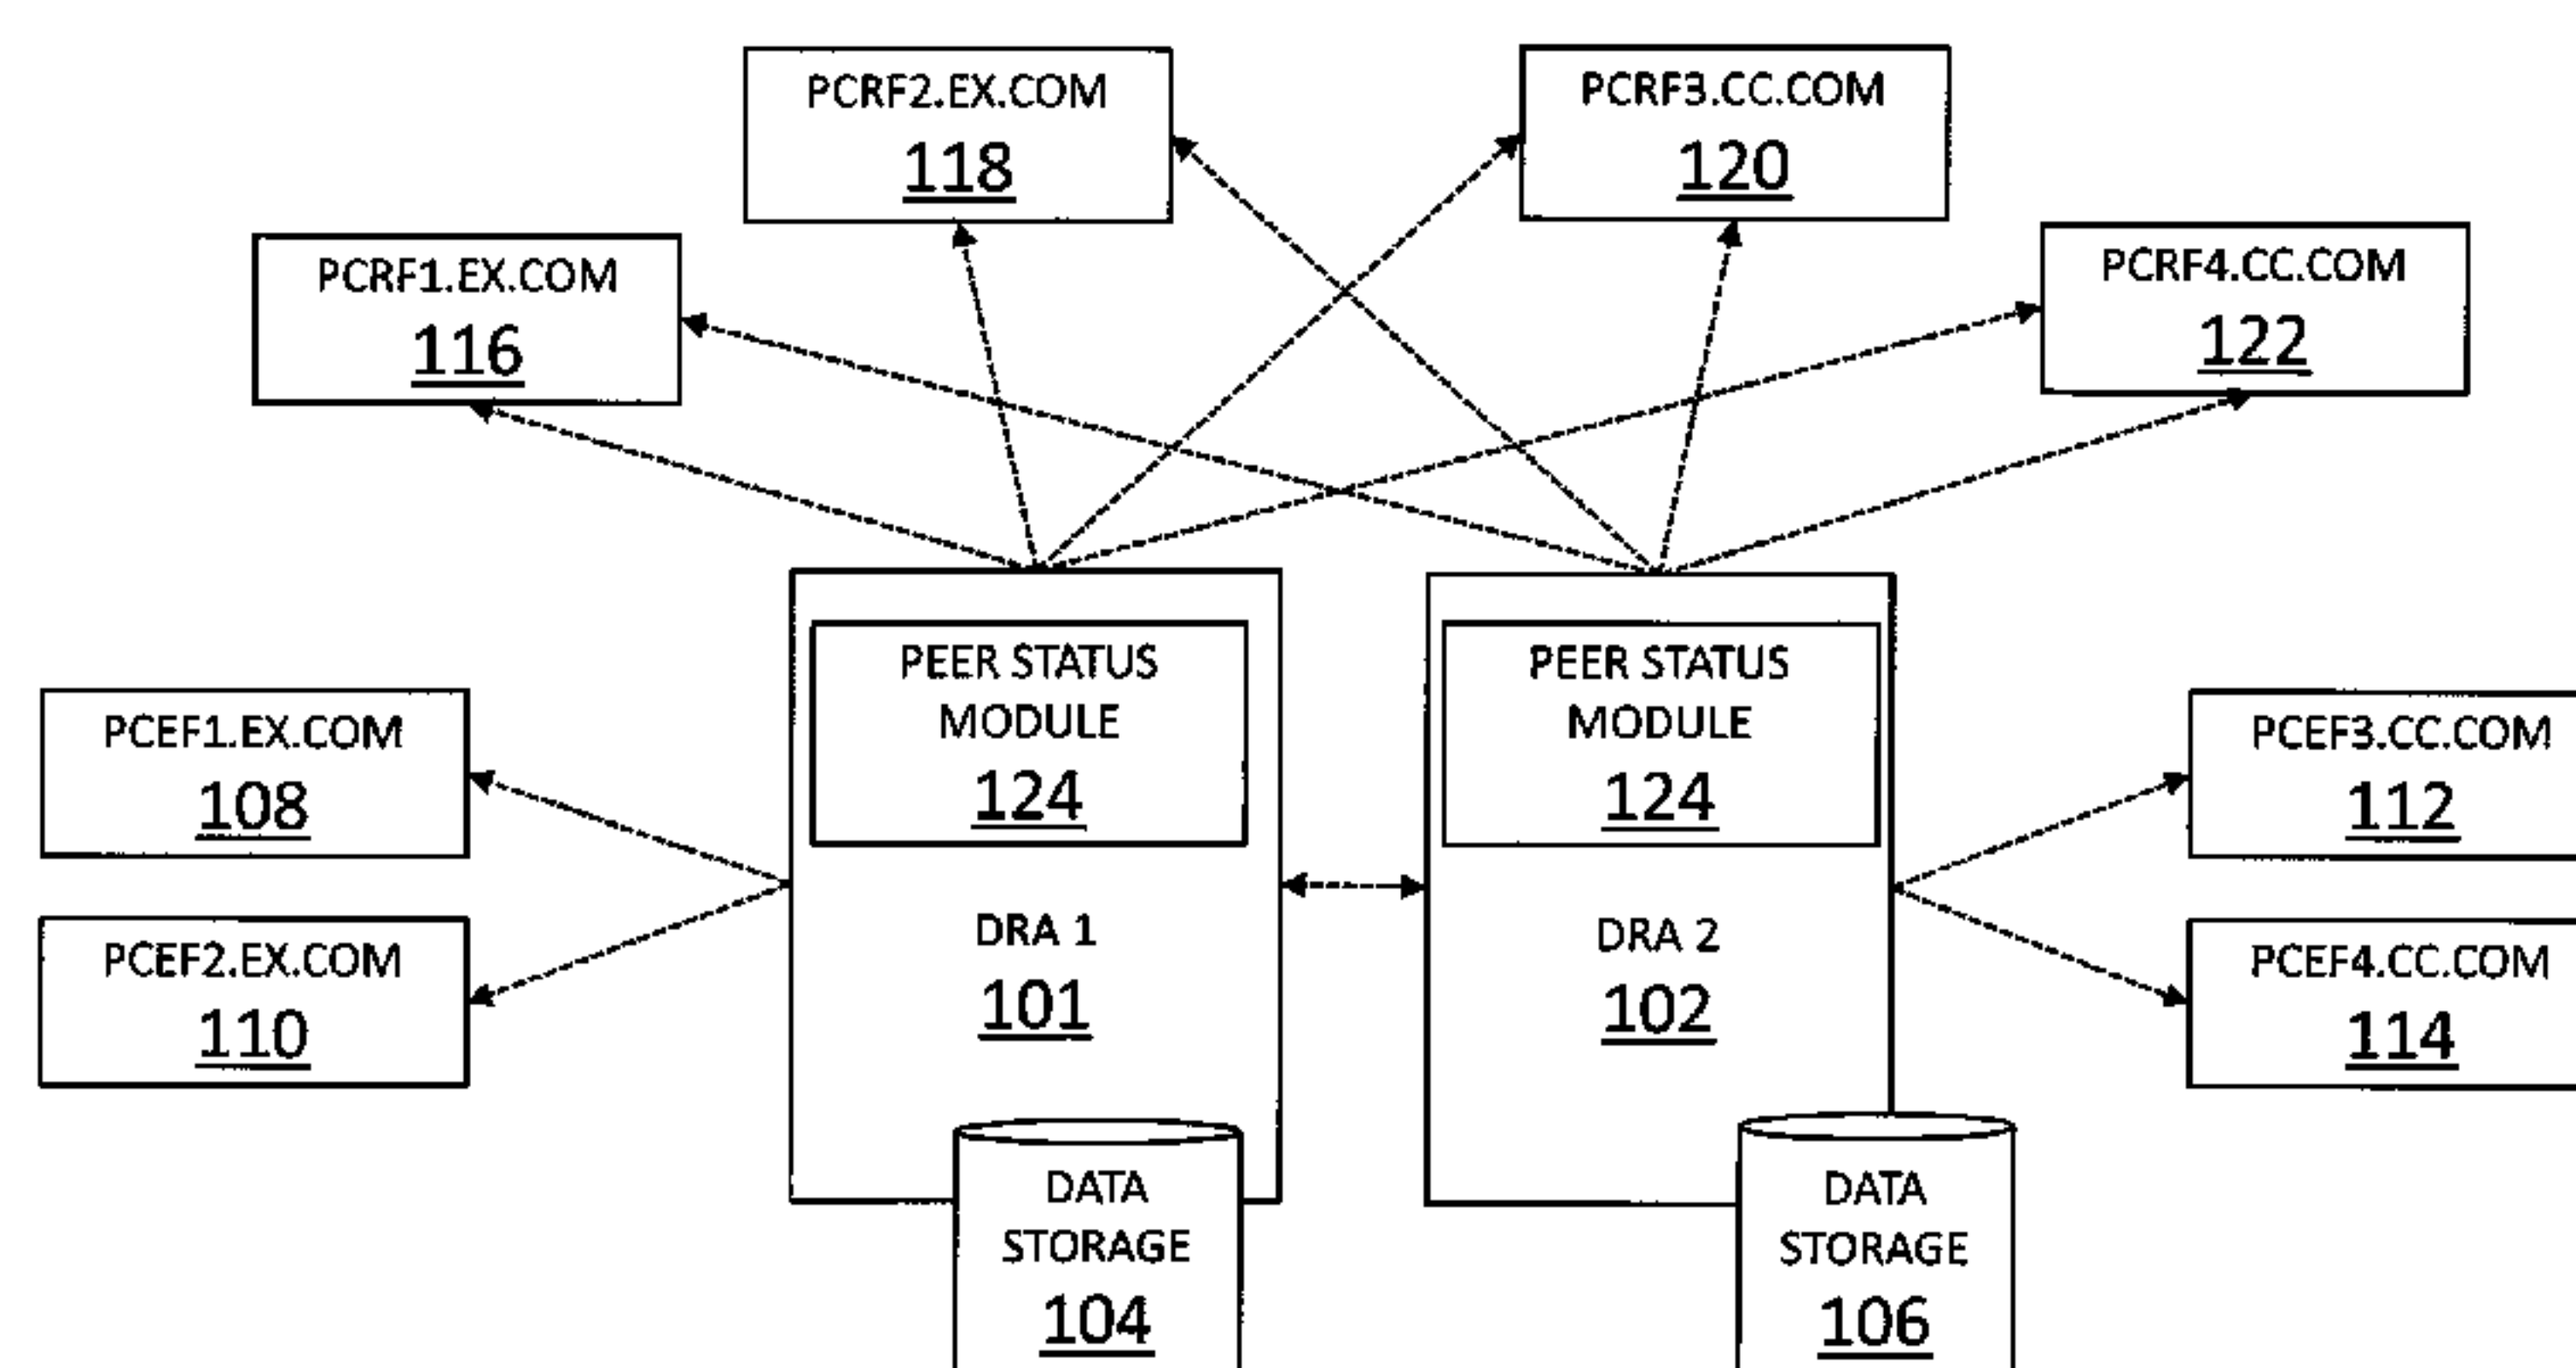 PCRF2.EX.COM
118
PCRF3.CC.COM
120
PCRF1.EX.COM
116
PCRF4.CC.COM
122
PEER STATUS
MODULE
124
PEER STATUS
MODULE
124
PCEF1.EX.COM
108
PCEF3.CC.COM
112
DRA 1
101
DRA 2
102
PCEF2.EX.COM
110
PCEF4.CC.COM
114
DATA
STORAGE
104
DATA
STORAGE
106